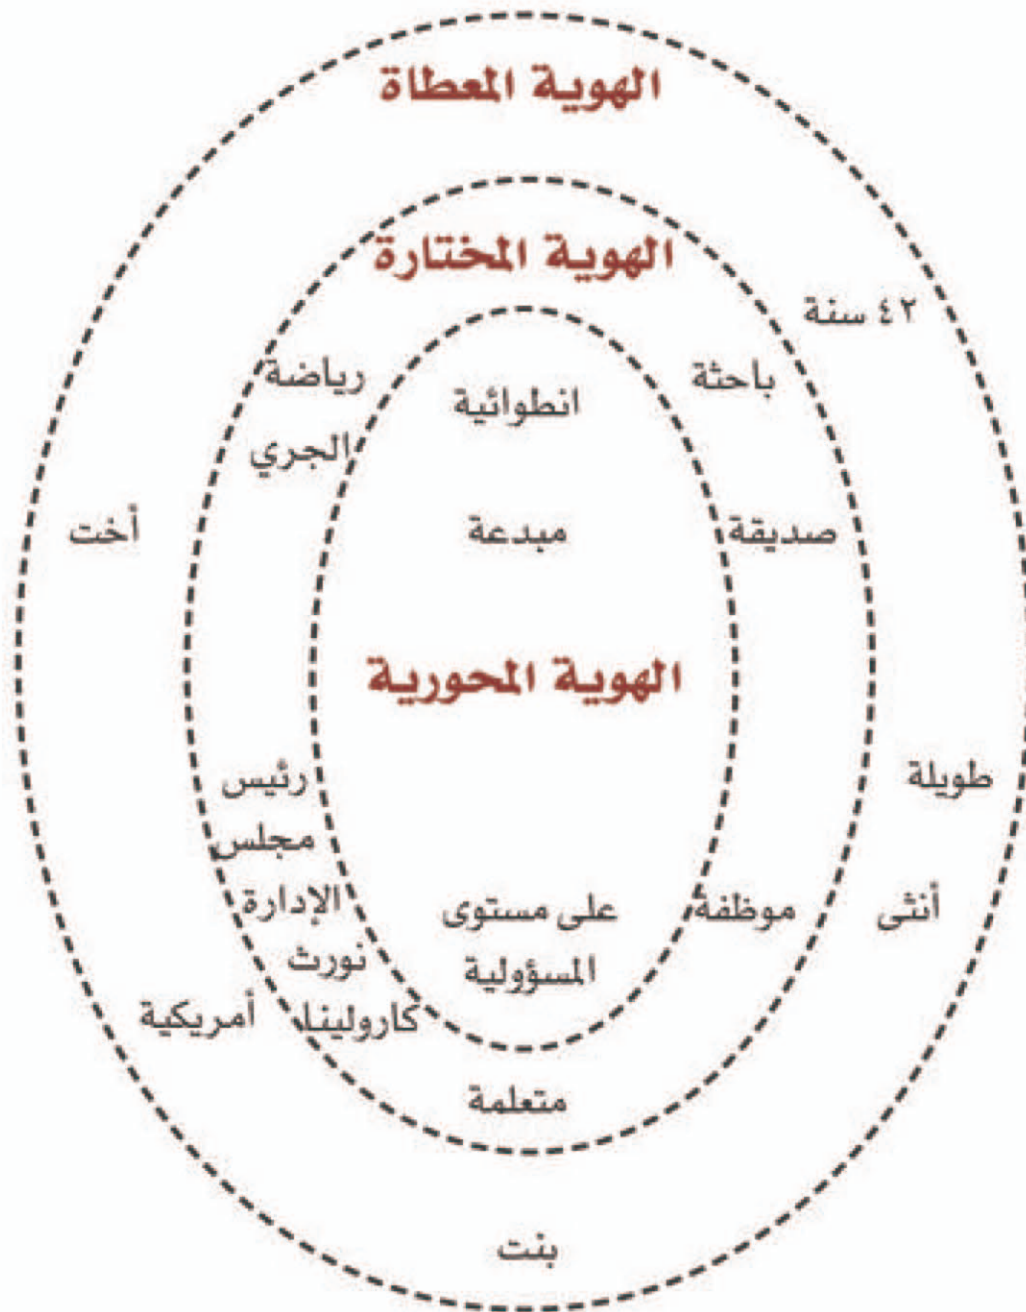 الهوية المعطاة
الهوية المختارة
٤٢ سنة
باحثة
انطوائية
رياضة
الجري
صديقة
مبدعة
أخت
الهوية المحورية
طويلة
رئيس
مجلس
الإدارة
نورث
كارولينا
أنثى
موظفة
على مستوى
المسؤولية
أمريكية
متعلمة
بنت